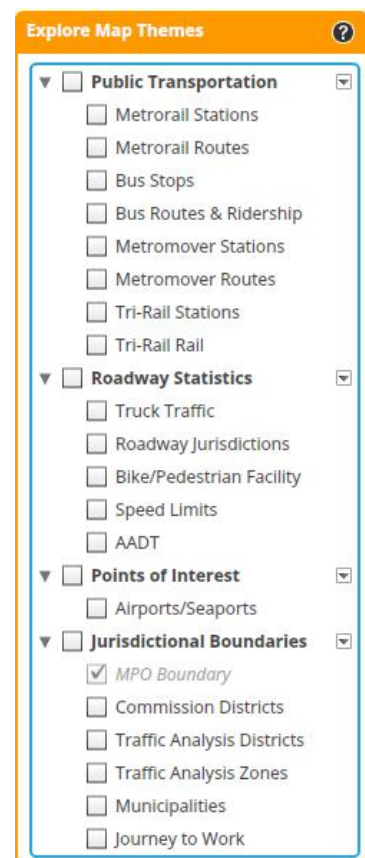 Explore Map Themes ?
Public Transportation
Metrorail Stations
Metrorail Routes
Bus Stops
Bus Routes & Ridership
Metromover Stations
Metromover Routes
Tri-Rail Stations
Tri-Rail Rail
Roadway Statistics
Truck Traffic
Roadway Jurisdictions
Bike/Pedestrian Facility
Speed Limits
AADT
Points of Interest
Airports/Seaports
Jurisdictional Boundaries
MPO Boundary
Commission Districts
Traffic Analysis Districts
Traffic Analysis Zones
Municipalities
Journey to Work